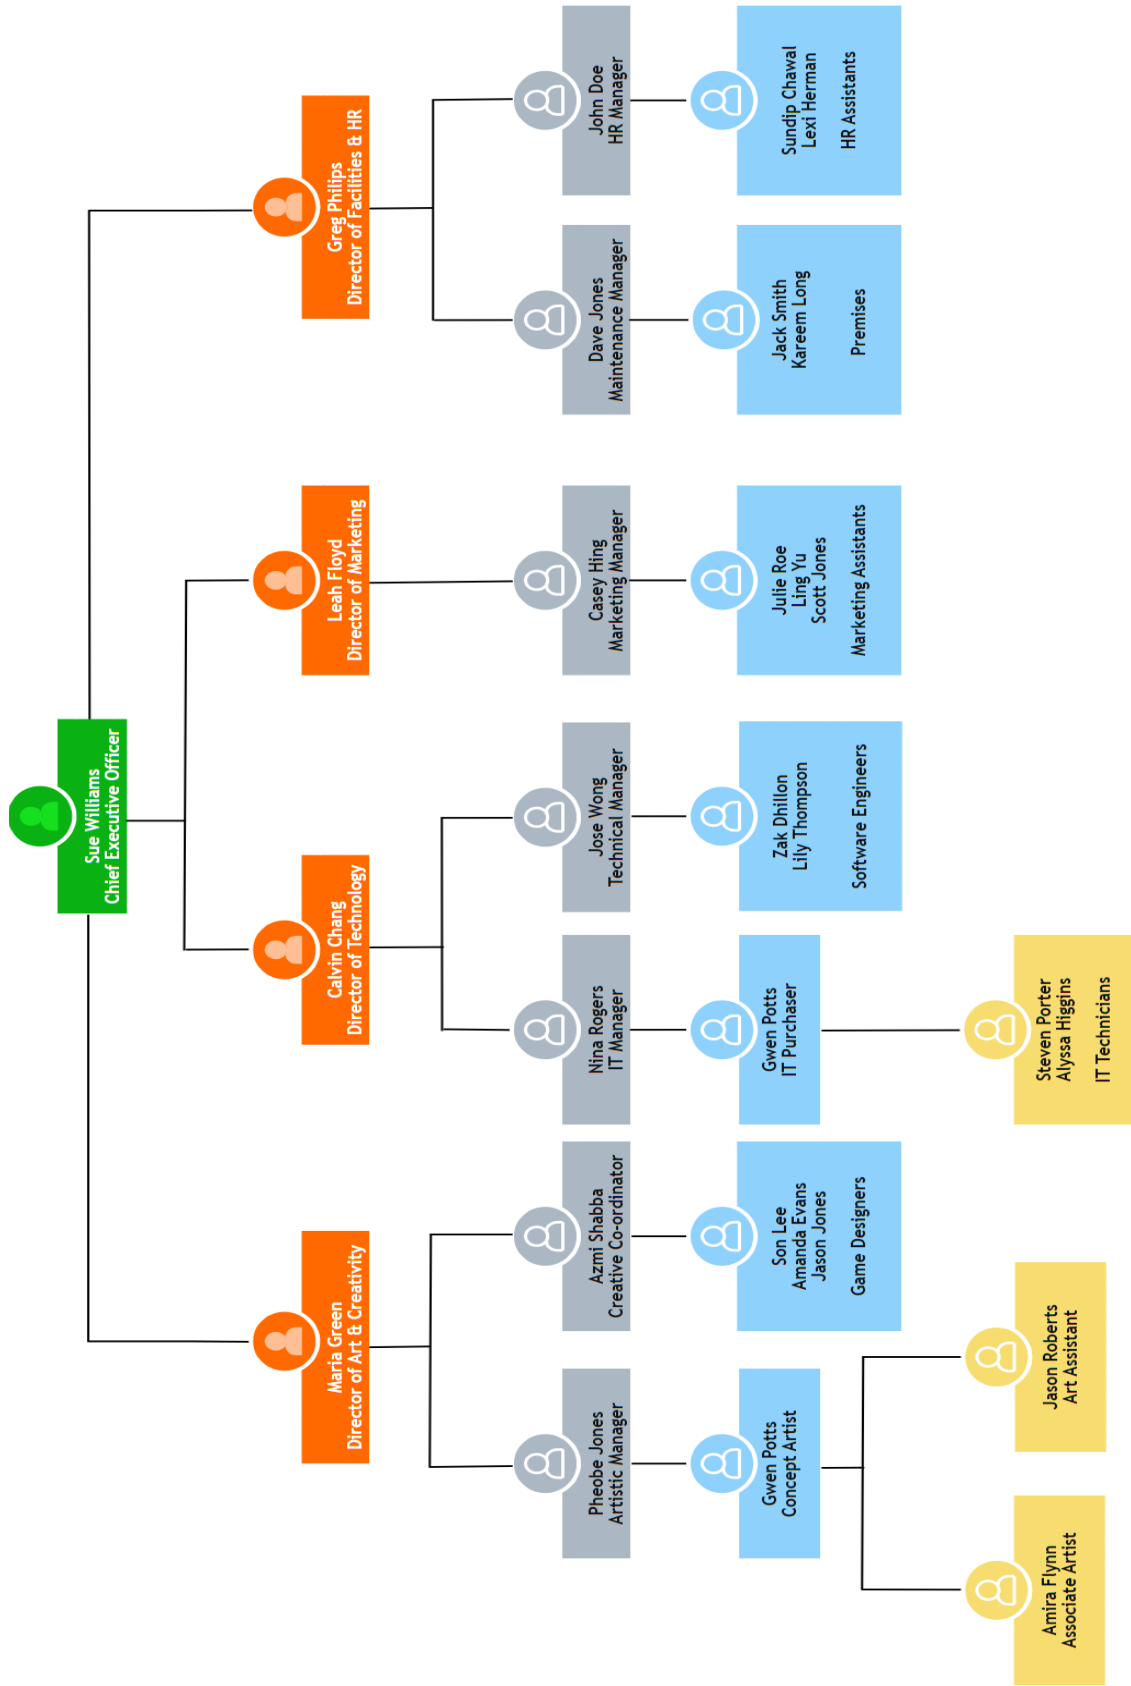 Sue Williams
Chief Executive Officer
Maria Green
Director of Art & Creativity
Calvin Chang
Director of Technology
Leah Floyd
Director of Marketing
Greg Philips
Director of Facilities & HR
Pheobe Jones
Artistic Manager
Azmi Shabba
Creative Co-ordinator
Nina Rogers
IT Manager
Jose Wong
Technical Manager
Casey Hing
Marketing Manager
Dave Jones
Maintenance Manager
John Doe
HR Manager
Gwen Potts
Concept Artist
Son Lee
Amanda Evans
Jason Jones
Game Designers
Gwen Potts
IT Purchaser
Zak Dhillon
Lily Thompson
Software Engineers
Julie Roe
Ling Yu
Scott Jones
Marketing Assistants
Jack Smith
Kareem Long
Premises
Sundip Chawal
Lexi Herman
HR Assistants
Amira Flynn
Associate Artist
Jason Roberts
Art Assistant
Steven Porter
Alyssa Higgins
IT Technicians